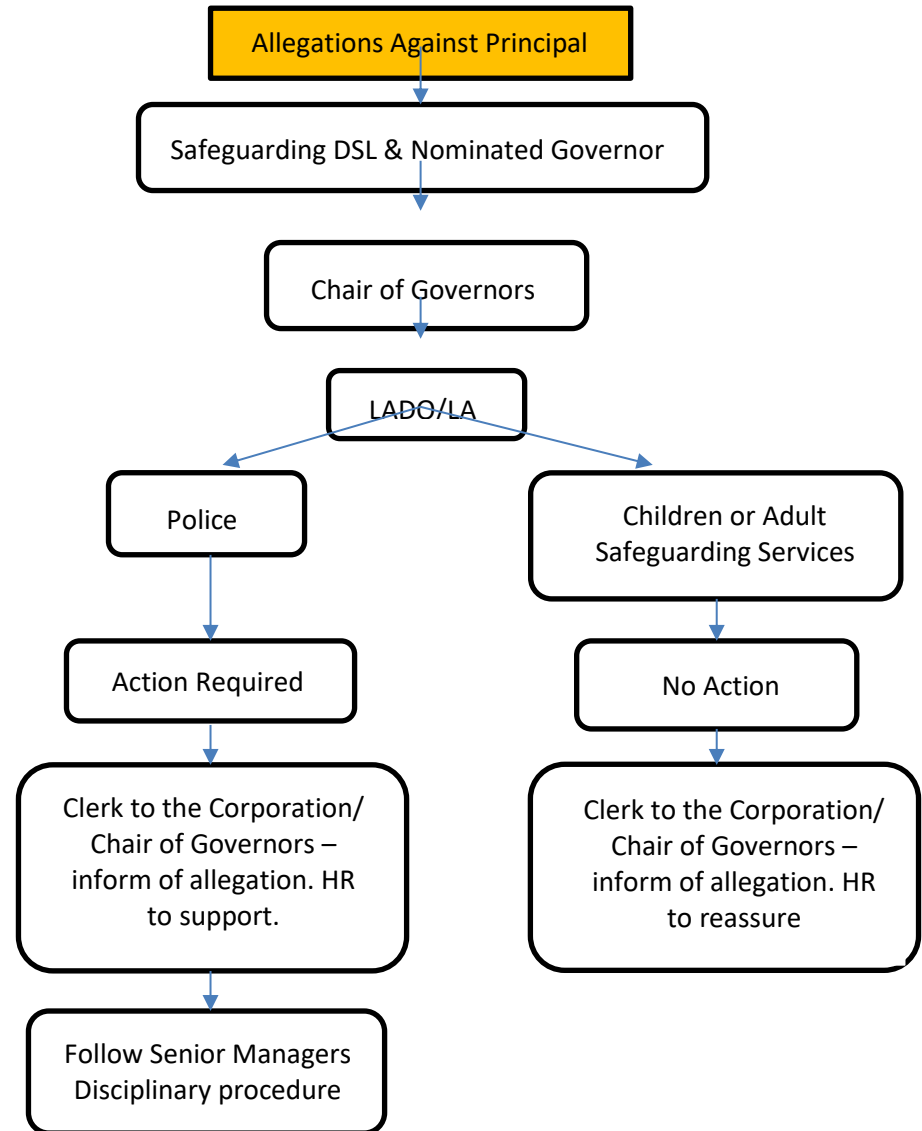 Allegations Against Principal
Safeguarding DSL & Nominated Governor
Chair of Governors
LADO/LA
Police
Children or Adult
Safeguarding Services
Action Required
No Action
Clerk to the Corporation/
Chair of Governors –
inform of allegation. HR
to support.
Clerk to the Corporation/
Chair of Governors –
inform of allegation. HR
to reassure
Follow Senior Managers
Disciplinary procedure